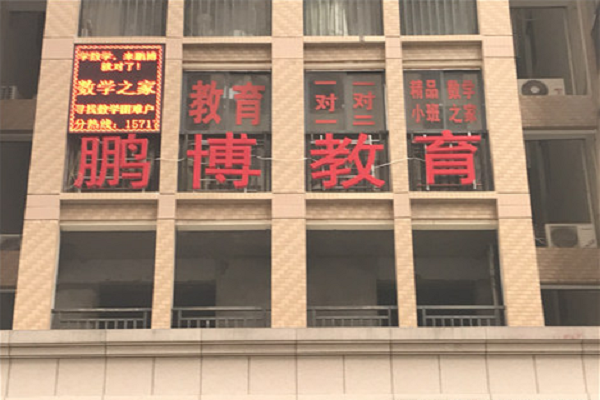 学数学，来鹏博
就对了！
数学之家
寻找数学困难户
分热线：1571
教育
一对一
一对二
精品 数学
小班 之家
鹏博教育